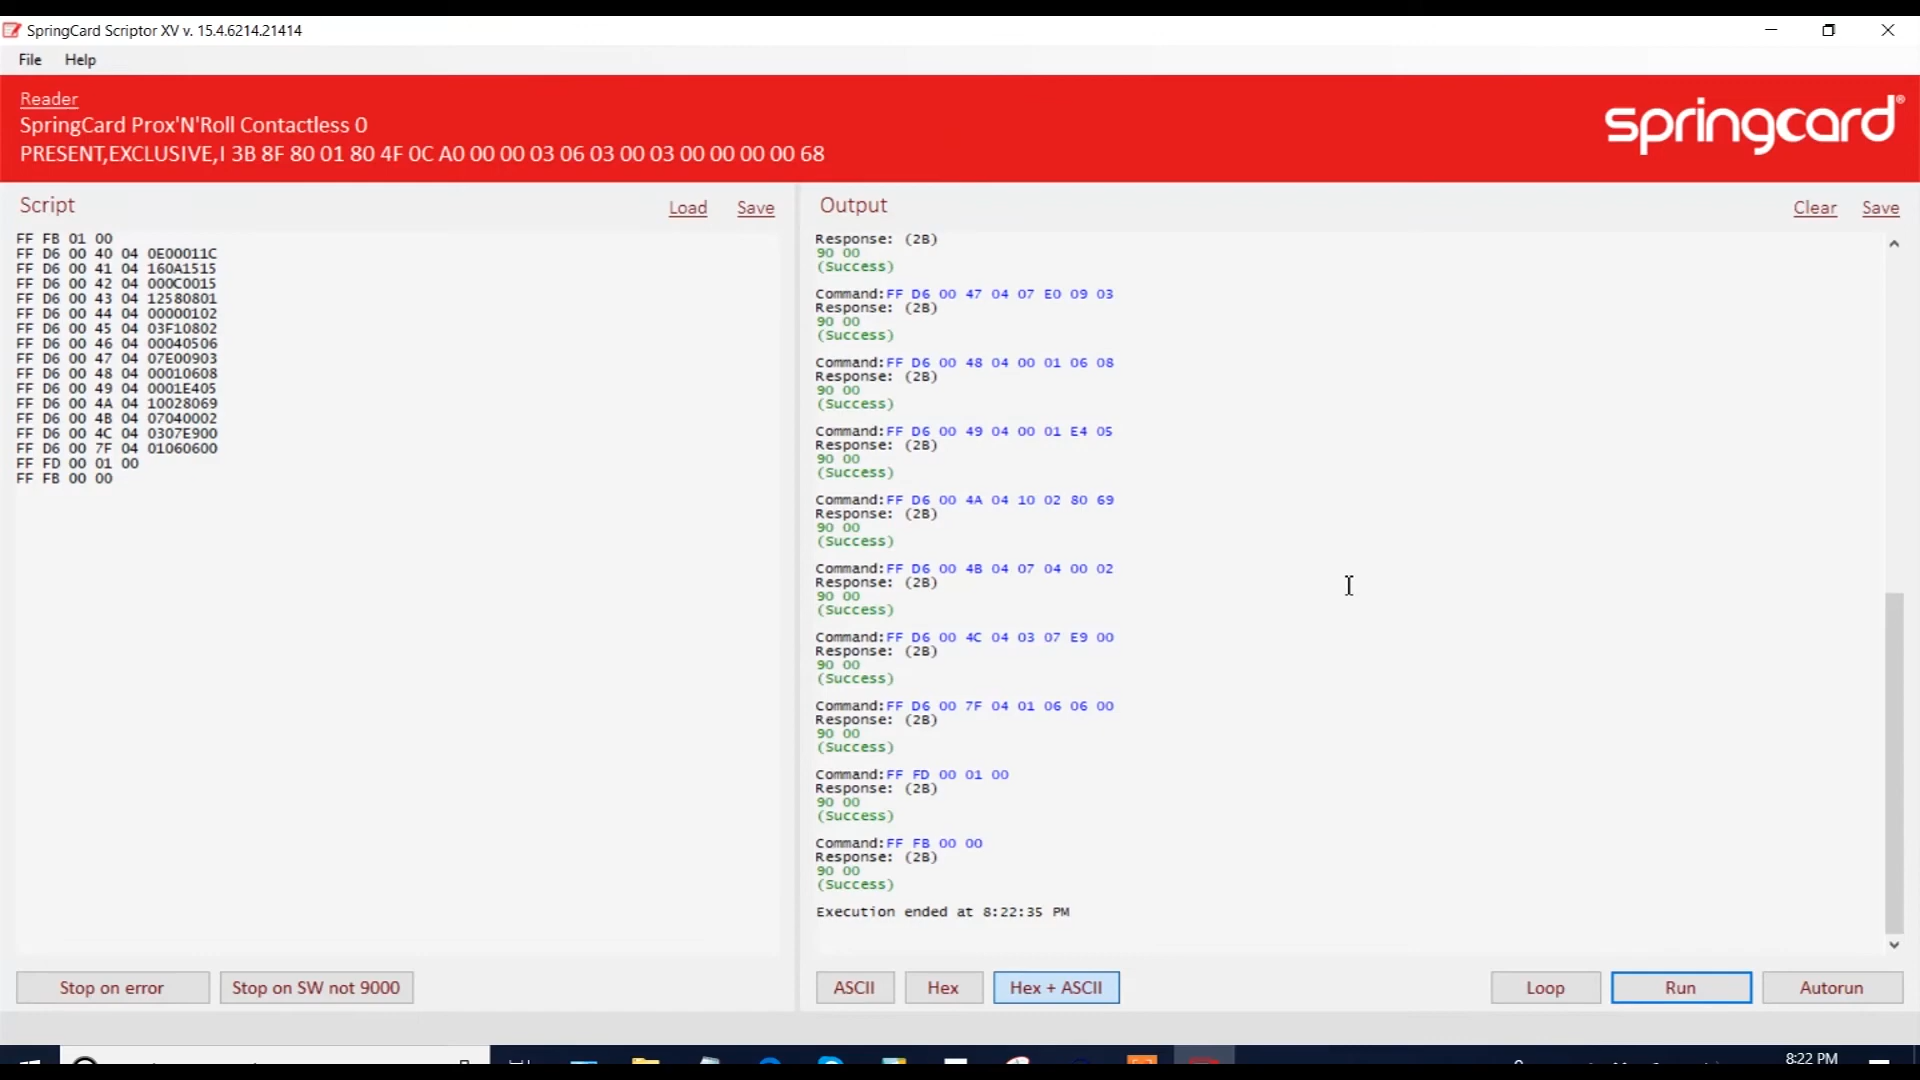 SpringCard Scriptor XV v. 15.4.6214.21414
File Help
Reader
SpringCard Prox'N'Roll Contactless 0
PRESENT,EXCLUSIVE,I 3B 8F 80 01 80 4F 0C A0 00 00 03 06 03 00 03 00 00 00 00 68
springcard®
Script Load Save
FF FB 01 00
FF D6 00 40 04 0E00011C
FF D6 00 41 04 160A1515
FF D6 00 42 04 000C0015
FF D6 00 43 04 12580801
FF D6 00 44 04 00000102
FF D6 00 45 04 03F10802
FF D6 00 46 04 00040506
FF D6 00 47 04 07E00903
FF D6 00 48 04 00010608
FF D6 00 49 04 0001E405
FF D6 00 4A 04 10028069
FF D6 00 4B 04 07040002
FF D6 00 4C 04 0307E900
FF D6 00 7F 04 01060600
FF FD 00 01 00
FF FB 00 00
Stop on error Stop on SW not 9000
Output Clear Save
Response: (2B)
90 00
(Success)
Command:FF D6 00 47 04 07 E0 09 03
Response: (2B)
90 00
(Success)
Command:FF D6 00 48 04 00 01 06 08
Response: (2B)
90 00
(Success)
Command:FF D6 00 49 04 00 01 E4 05
Response: (2B)
90 00
(Success)
Command:FF D6 00 4A 04 10 02 80 69
Response: (2B)
90 00
(Success)
Command:FF D6 00 4B 04 07 04 00 02
Response: (2B)
90 00
(Success)
Command:FF D6 00 4C 04 03 07 E9 00
Response: (2B)
90 00
(Success)
Command:FF D6 00 7F 04 01 06 06 00
Response: (2B)
90 00
(Success)
Command:FF FD 00 01 00
Response: (2B)
90 00
(Success)
Command:FF FB 00 00
Response: (2B)
90 00
(Success)
Execution ended at 8:22:35 PM
ASCII Hex Hex + ASCII Loop Run Autorun
8:22 PM